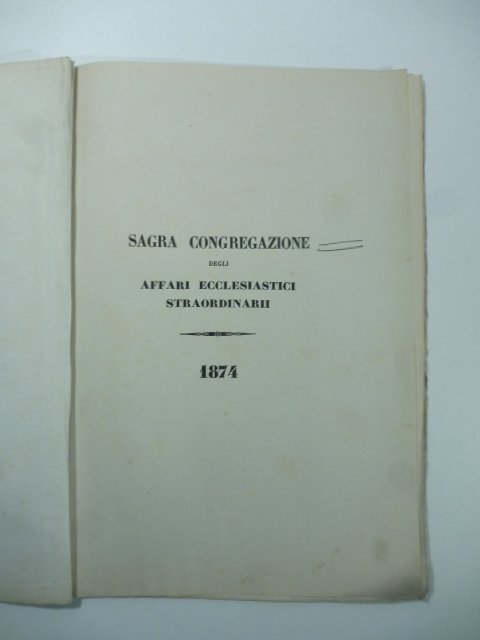 SAGRA CONGREGAZIONE
DEGLI
AFFARI ECCLESIASTICI
STRAORDINARII
1874